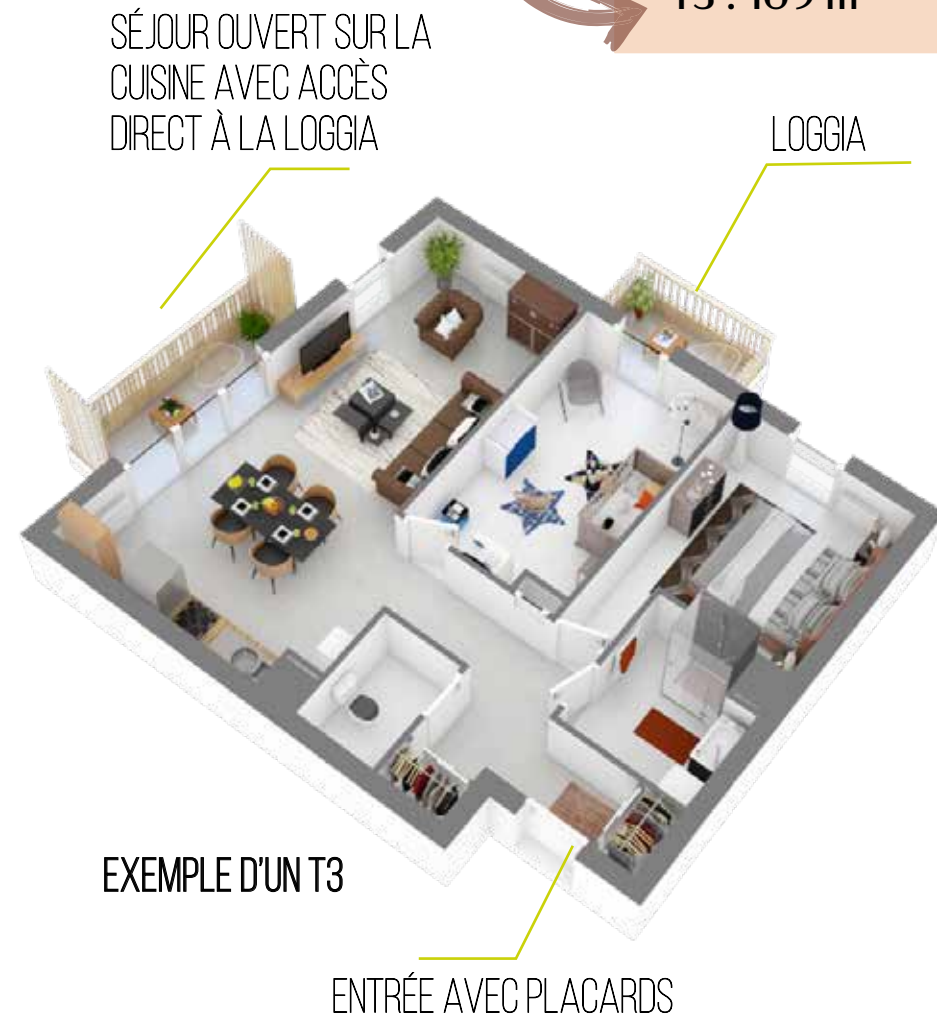 SÉJOUR OUVERT SUR LA
CUISINE AVEC ACCÈS
DIRECT À LA LOGGIA
LOGGIA
EXEMPLE D'UN T3
ENTRÉE AVEC PLACARDS